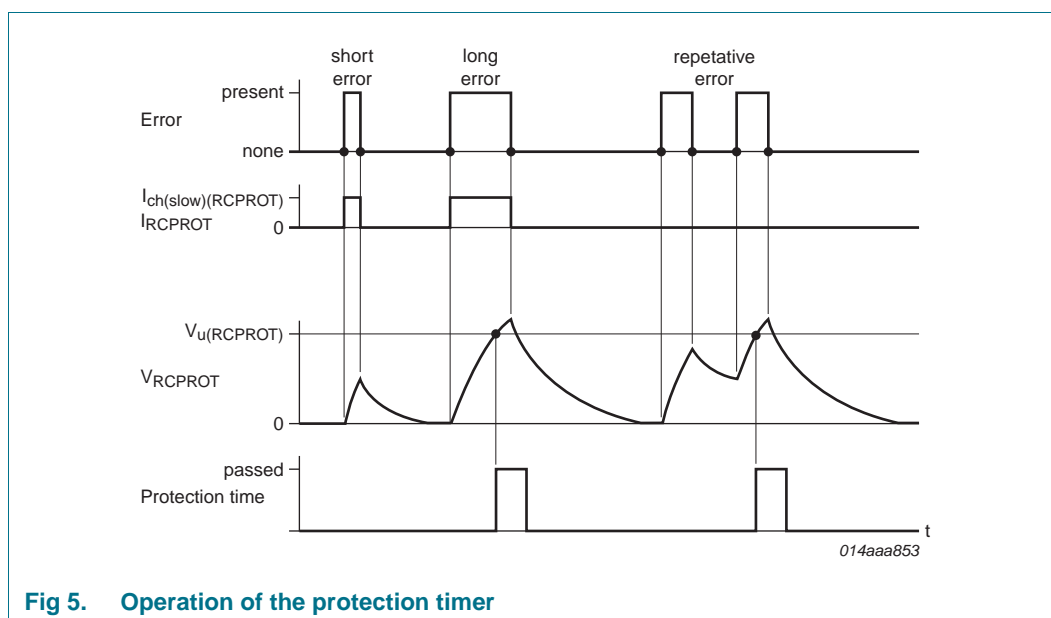 short error
long error
repetative error
present
Error
none
Ich(slow)(RCPROT)
IRCPROT
0
Vu(RCPROT)
VRCPROT
0
passed
Protection time
t
014aaa853
Fig 5. Operation of the protection timer